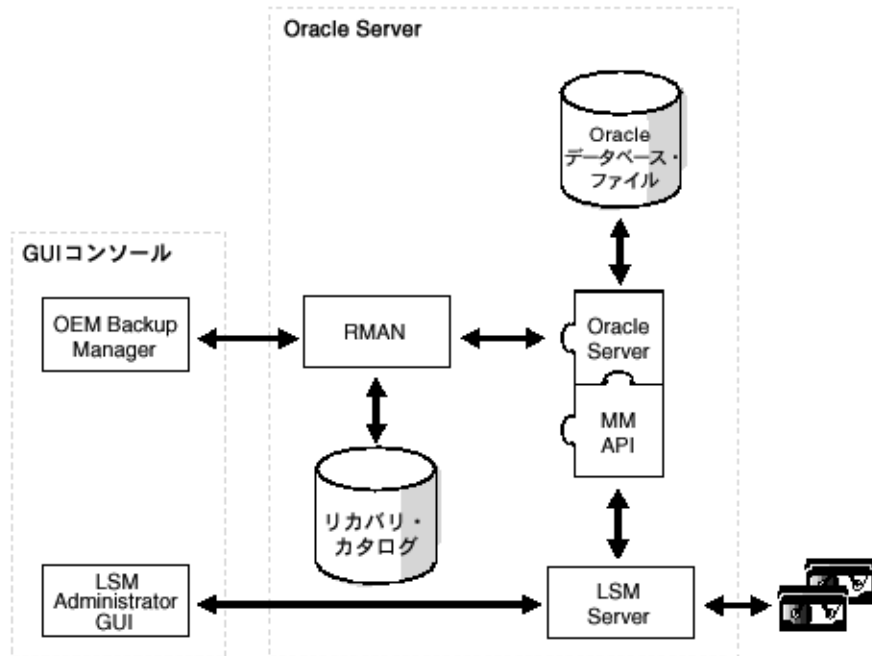 Oracle Server
Oracle
データベース・
ファイル
GUIコンソール
OEM Backup
Manager
RMAN
Oracle
Server
MM
API
リカバリ・
カタログ
LSM
Administrator
GUI
LSM
Server